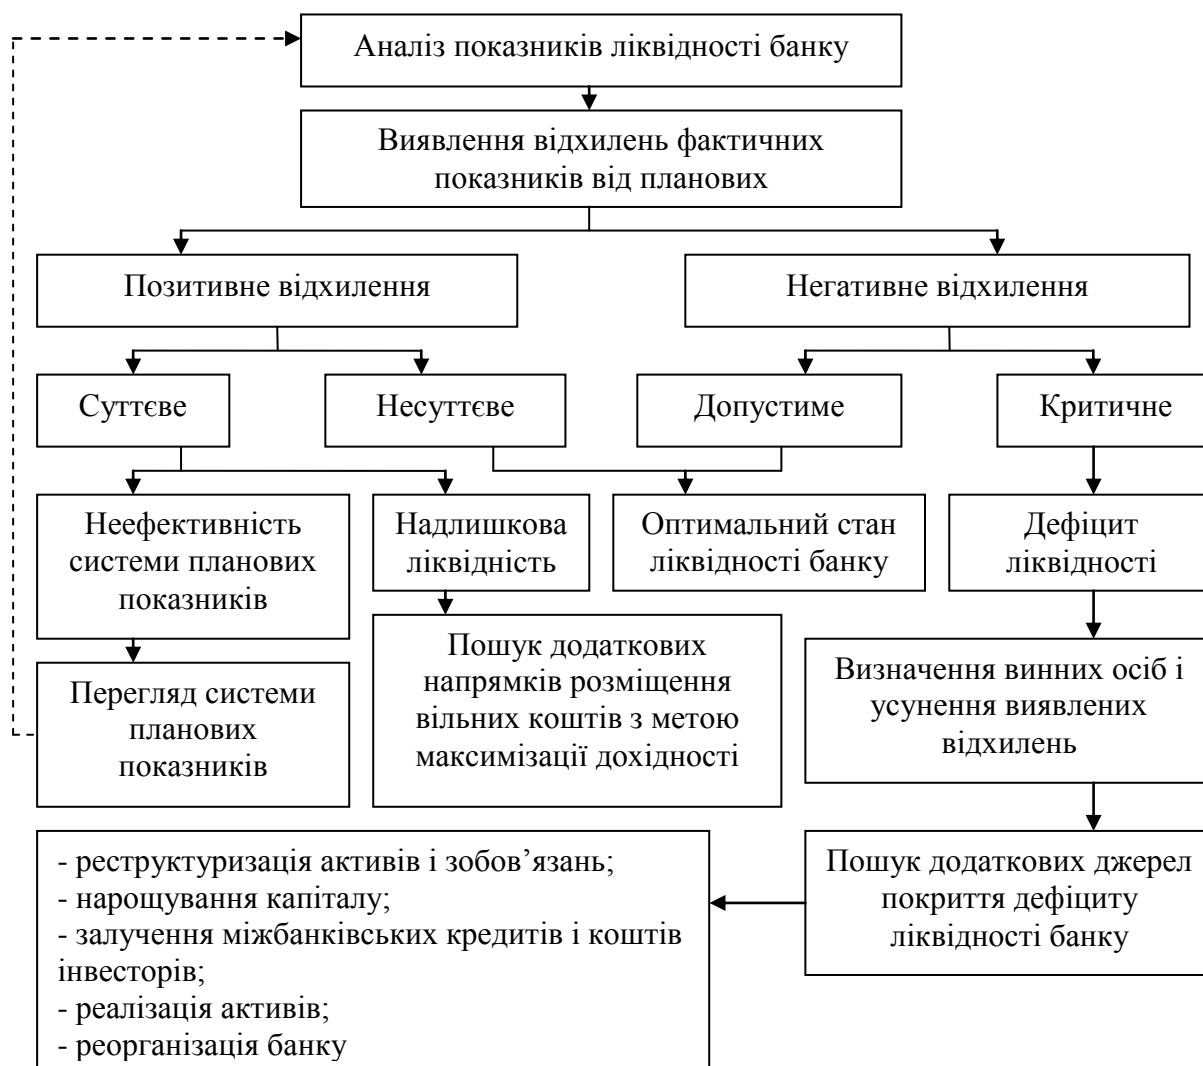 Аналіз показників ліквідності банку
Виявлення відхилень фактичних
показників від планових
Позитивне відхилення
Негативне відхилення
Суттєве
Несуттєве
Допустиме
Критичне
Неефективність
системи планових
показників
Надлишкова
ліквідність
Оптимальний стан
ліквідності банку
Дефіцит
ліквідності
Перегляд системи
планових
показників
Пошук додаткових
напрямків розміщення
вільних коштів з метою
максимізації дохідності
Визначення винних осіб і
усунення виявлених
відхилень
- реструктуризація активів і зобов’язань;
- нарощування капіталу;
- залучення міжбанківських кредитів і коштів
інвесторів;
- реалізація активів;
- реорганізація банку
Пошук додаткових джерел
покриття дефіциту
ліквідності банку